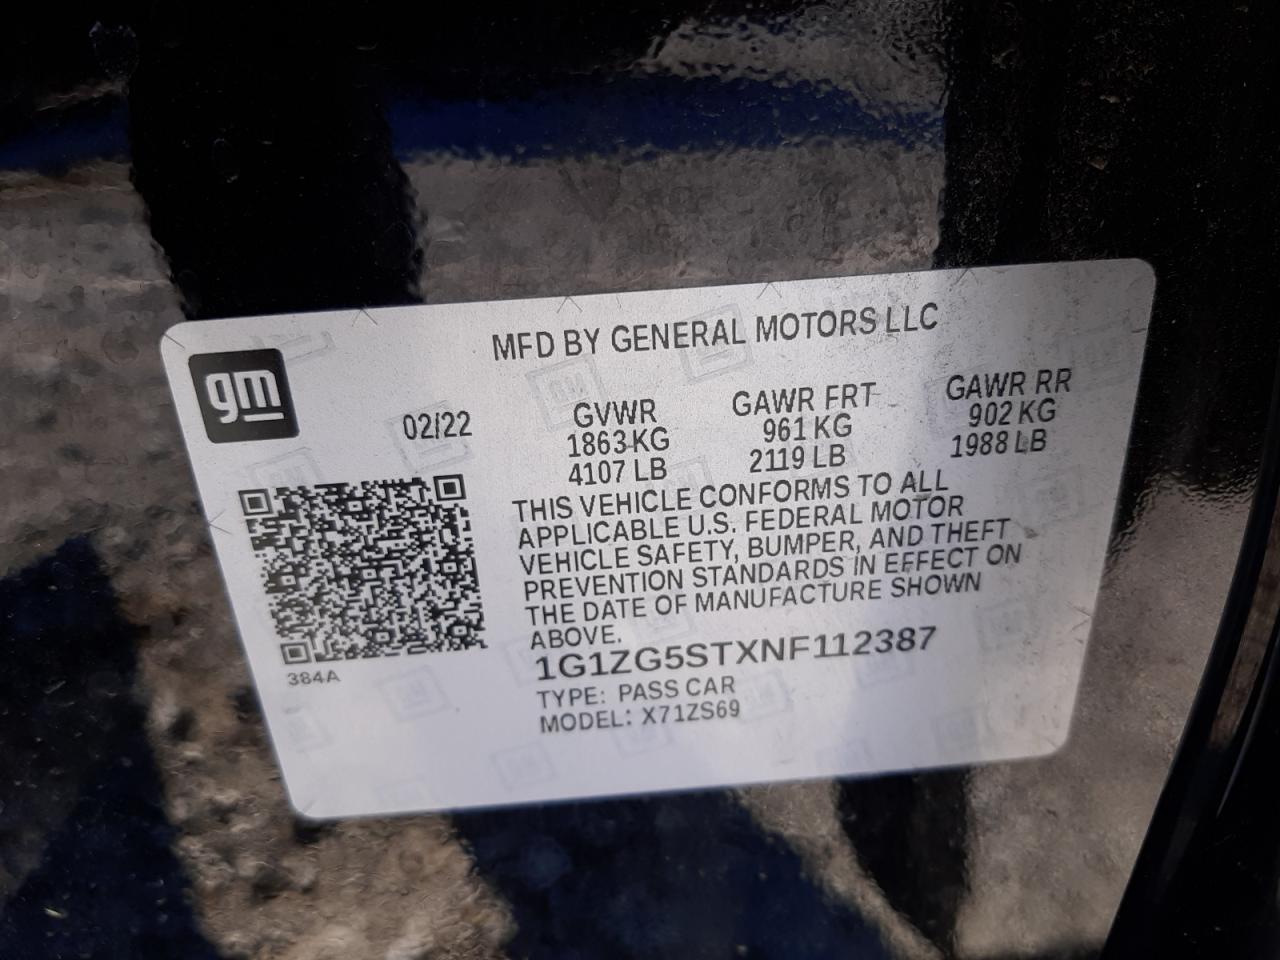 MFD BY GENERAL MOTORS LLC
gm
02/22
GVWR GAWR FRT GAWR RR
1863 KG 961 KG 902 KG
4107 LB 2119 LB 1988 LB
THIS VEHICLE CONFORMS TO ALL
APPLICABLE U.S. FEDERAL MOTOR
VEHICLE SAFETY, BUMPER, AND THEFT
PREVENTION STANDARDS IN EFFECT ON
THE DATE OF MANUFACTURE SHOWN
ABOVE.
384A
1G1ZG5STXNF112387
TYPE: PASS CAR
MODEL: X71ZS69